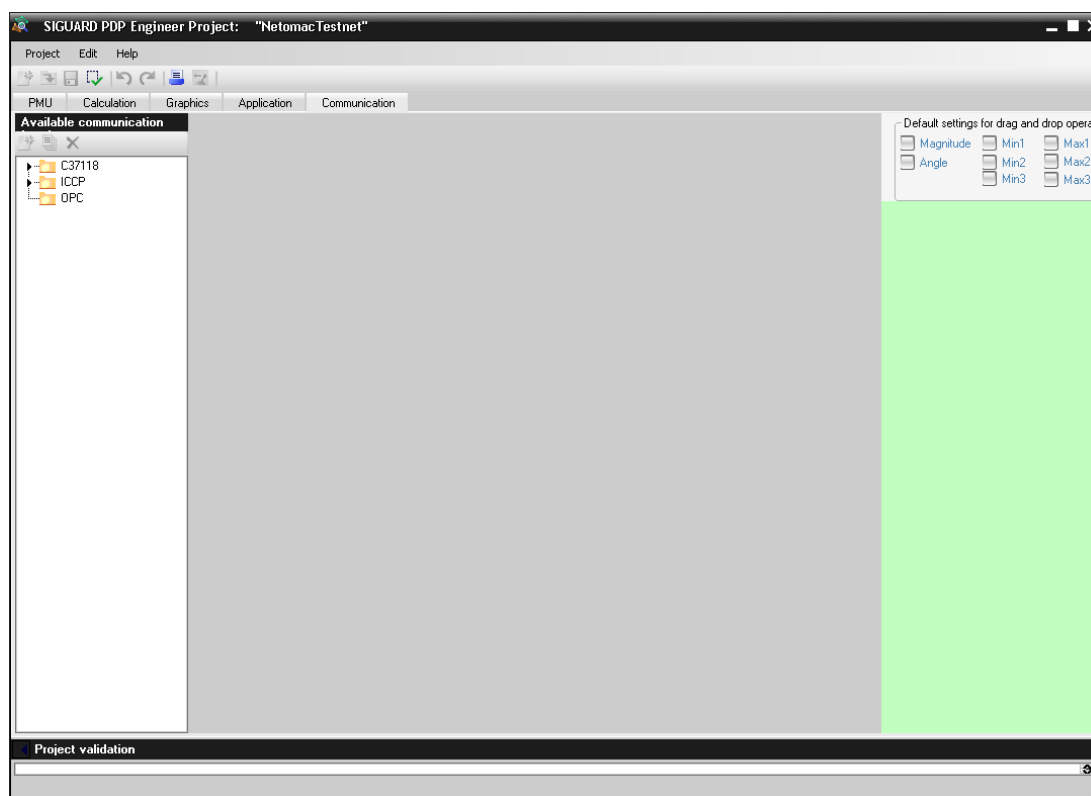 SIGUARD PDP Engineer Project: "NetomacTestnet"
Project Edit Help
PMU Calculation Graphics Application Communication
Available communication
C37118
ICCP
OPC
Default settings for drag and drop opera
Magnitude Min1 Max1
Angle Min2 Max2
Min3 Max3
Project validation